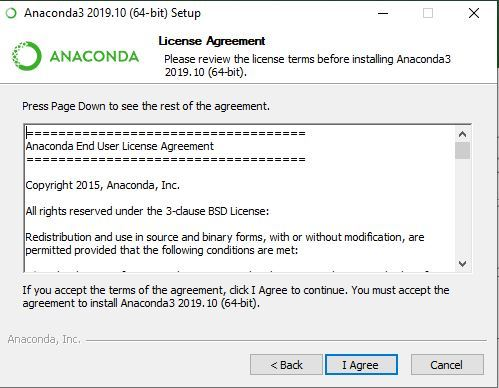 Anaconda3 2019.10 (64-bit) Setup
ANACONDA
License Agreement
Please review the license terms before installing Anaconda3
2019.10 (64-bit).
Press Page Down to see the rest of the agreement.
===================================
Anaconda End User License Agreement
===================================
Copyright 2015, Anaconda, Inc.
All rights reserved under the 3-clause BSD License:
Redistribution and use in source and binary forms, with or without modification, are
permitted provided that the following conditions are met:
If you accept the terms of the agreement, click I Agree to continue. You must accept the
agreement to install Anaconda3 2019.10 (64-bit).
Anaconda, Inc.
< Back
I Agree
Cancel